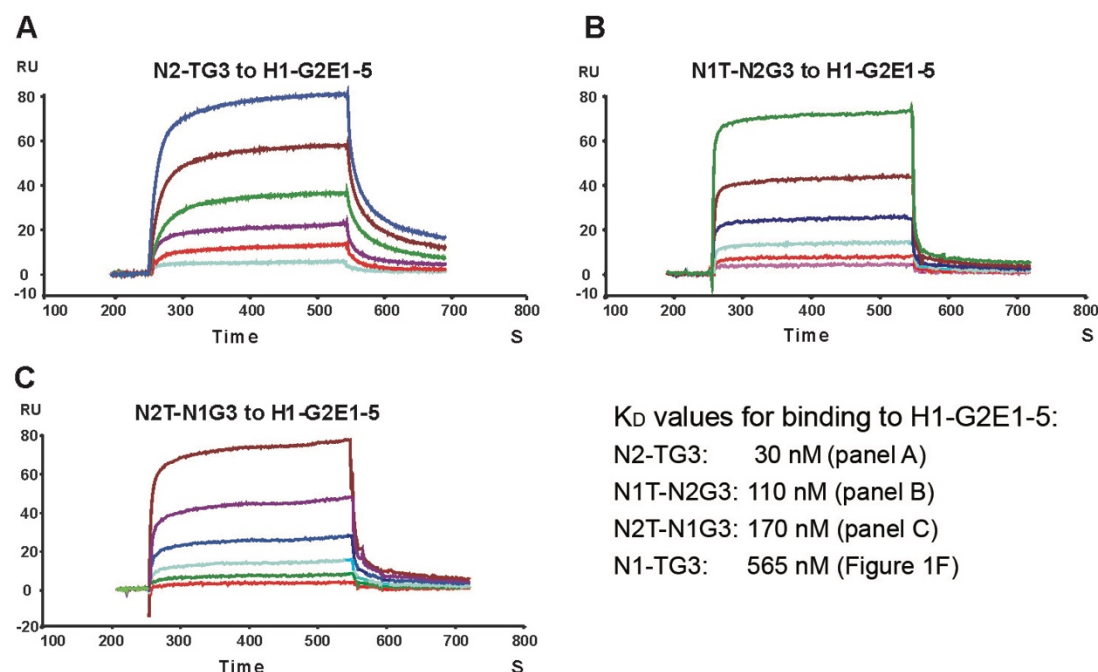 A
N2-TG3 to H1-G2E1-5
RU
80
60
40
20
0
-10
100 200 300 400 500 600 700 800
Time S
B
N1T-N2G3 to H1-G2E1-5
RU
80
60
40
20
0
-10
100 200 300 400 500 600 700 800
Time S
C
N2T-N1G3 to H1-G2E1-5
RU
80
60
40
20
0
-20
100 200 300 400 500 600 700 800
Time S
KD values for binding to H1-G2E1-5:
N2-TG3: 30 nM (panel A)
N1T-N2G3: 110 nM (panel B)
N2T-N1G3: 170 nM (panel C)
N1-TG3: 565 nM (Figure 1F)